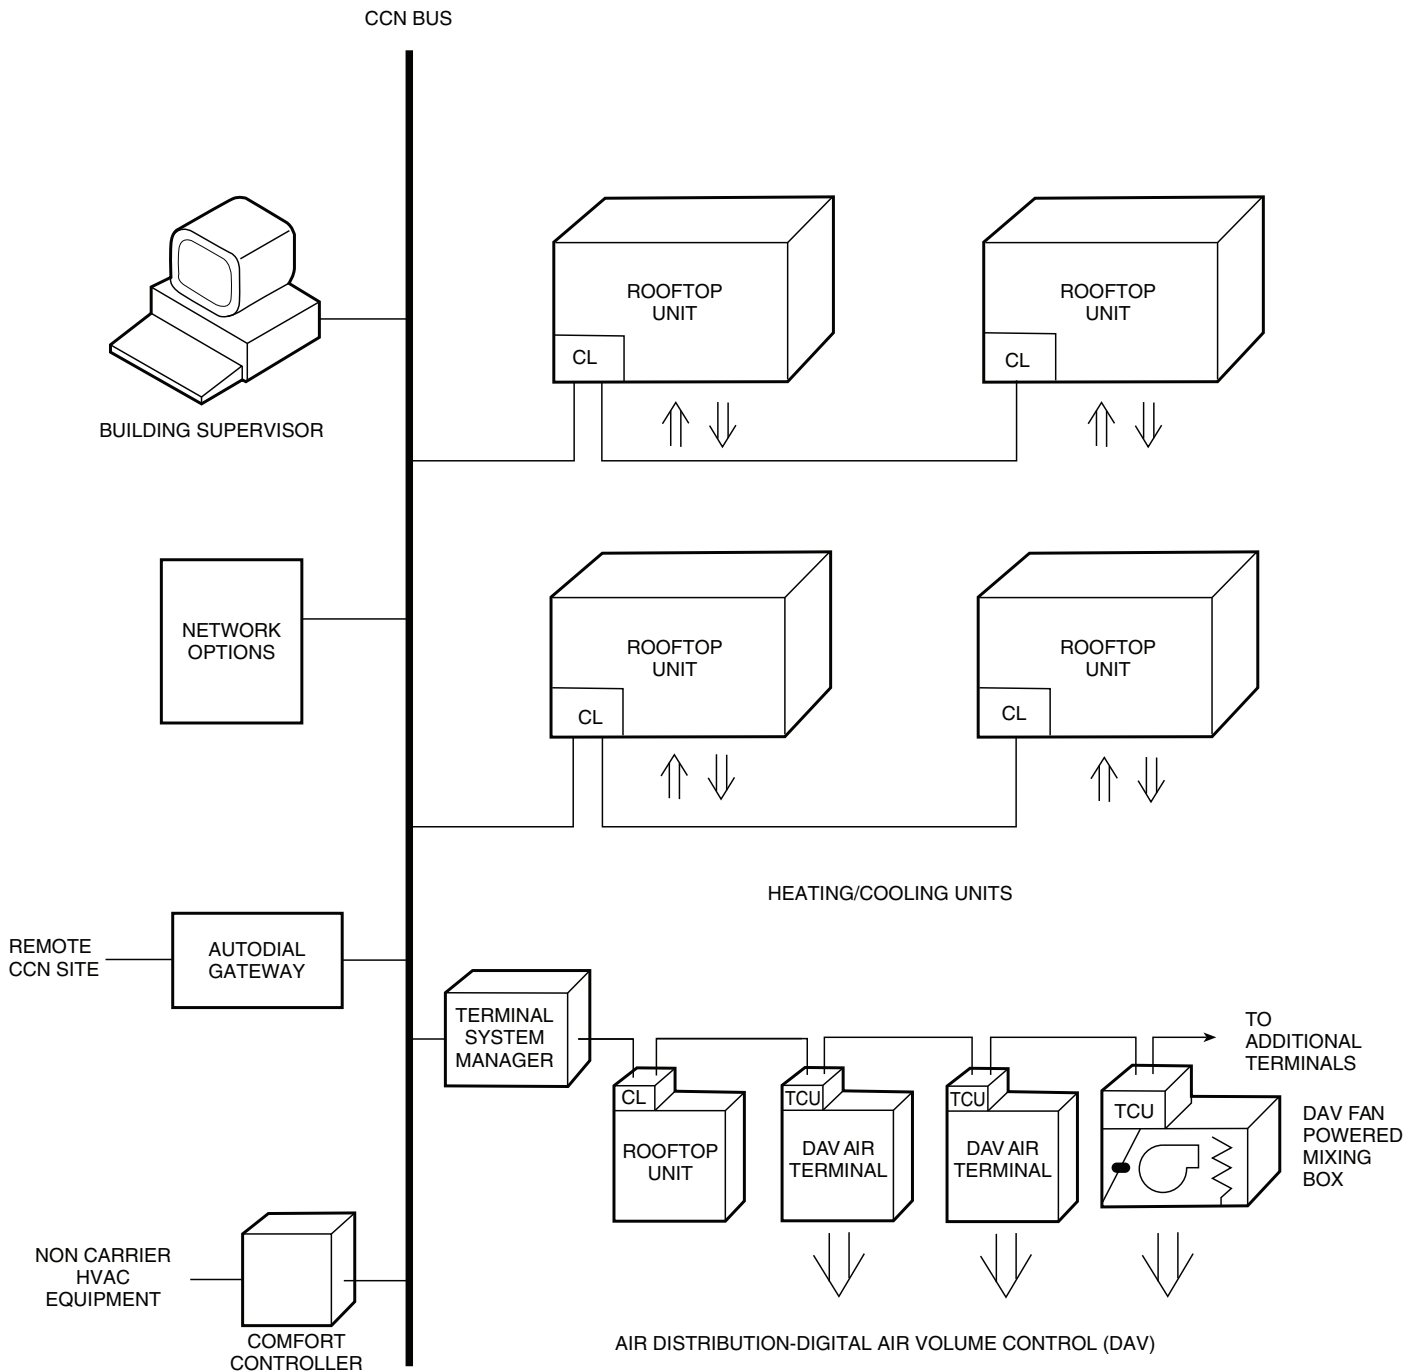 CCN BUS
ROOFTOP
UNIT
CL
ROOFTOP
UNIT
CL
BUILDING SUPERVISOR
NETWORK
OPTIONS
ROOFTOP
UNIT
CL
ROOFTOP
UNIT
CL
HEATING/COOLING UNITS
REMOTE
CCN SITE
AUTODIAL
GATEWAY
TERMINAL
SYSTEM
MANAGER
CL
ROOFTOP
UNIT
TCU
DAV AIR
TERMINAL
TCU
DAV AIR
TERMINAL
TCU
TO
ADDITIONAL
TERMINALS
DAV FAN
POWERED
MIXING
BOX
NON CARRIER
HVAC
EQUIPMENT
COMFORT
CONTROLLER
AIR DISTRIBUTION-DIGITAL AIR VOLUME CONTROL (DAV)